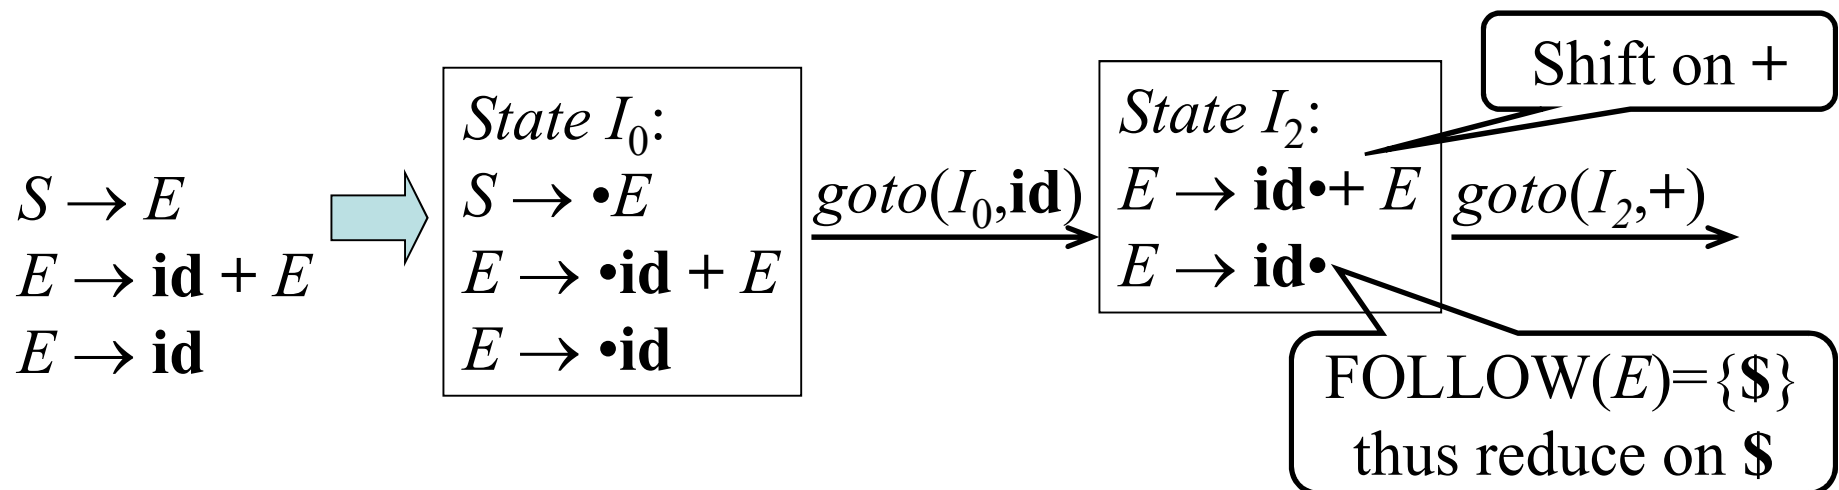 S → E
E → id + E
E → id
State I0:
S → •E
E → •id + E
E → •id
goto(I0,id)
State I2:
E → id•+ E
E → id•
Shift on +
goto(I2,+)
FOLLOW(E)={$}
thus reduce on $